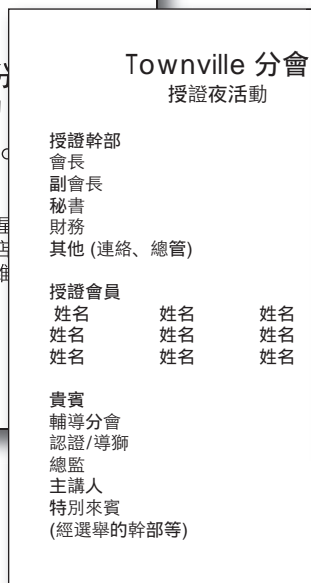 Townville 分會
授證夜活動
授證幹部
會長
副會長
秘書
財務
其他 (連絡、總管)
授證會員
姓名 姓名 姓名
姓名 姓名 姓名
姓名 姓名 姓名
貴賓
輔導分會
認證/導獅
總監
主講人
特別來賓
(經選舉的幹部等)